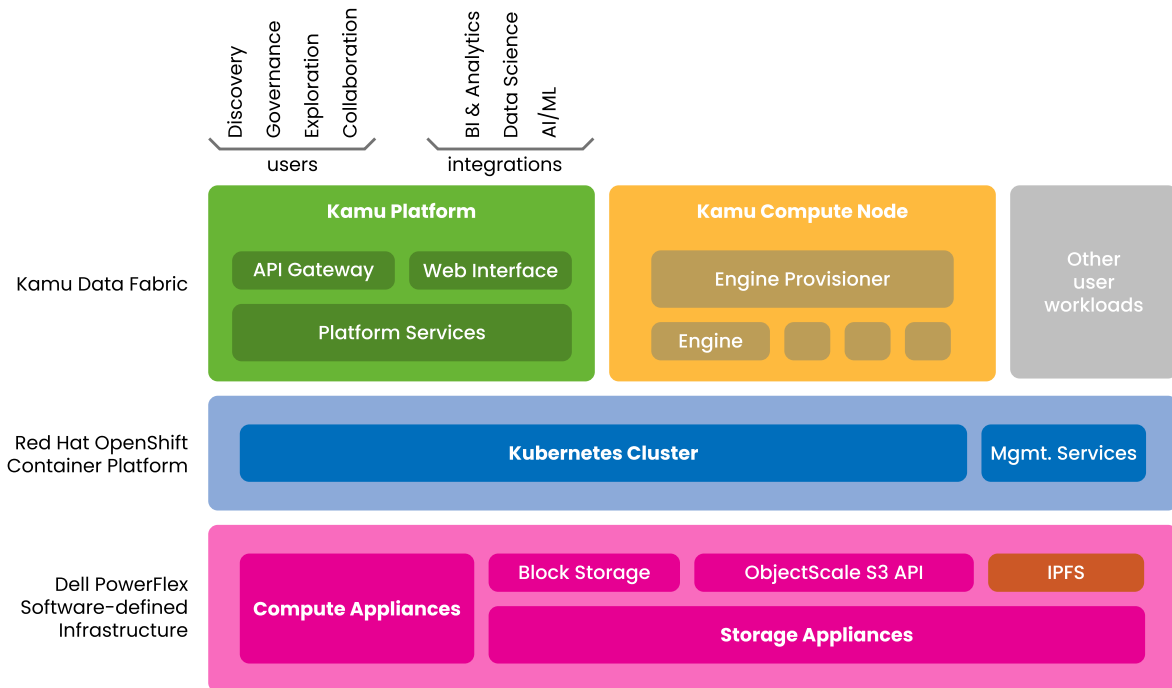 Discovery
Governance
Exploration
Collaboration
users
BI & Analytics
Data Science
AI/ML
integrations
Kamu Data Fabric
Kamu Platform
API Gateway
Web Interface
Platform Services
Kamu Compute Node
Engine Provisioner
Engine
Other
user
workloads
Red Hat OpenShift
Container Platform
Kubernetes Cluster
Mgmt. Services
Dell PowerFlex
Software-defined
Infrastructure
Compute Appliances
Block Storage
ObjectScale S3 API
IPFS
Storage Appliances